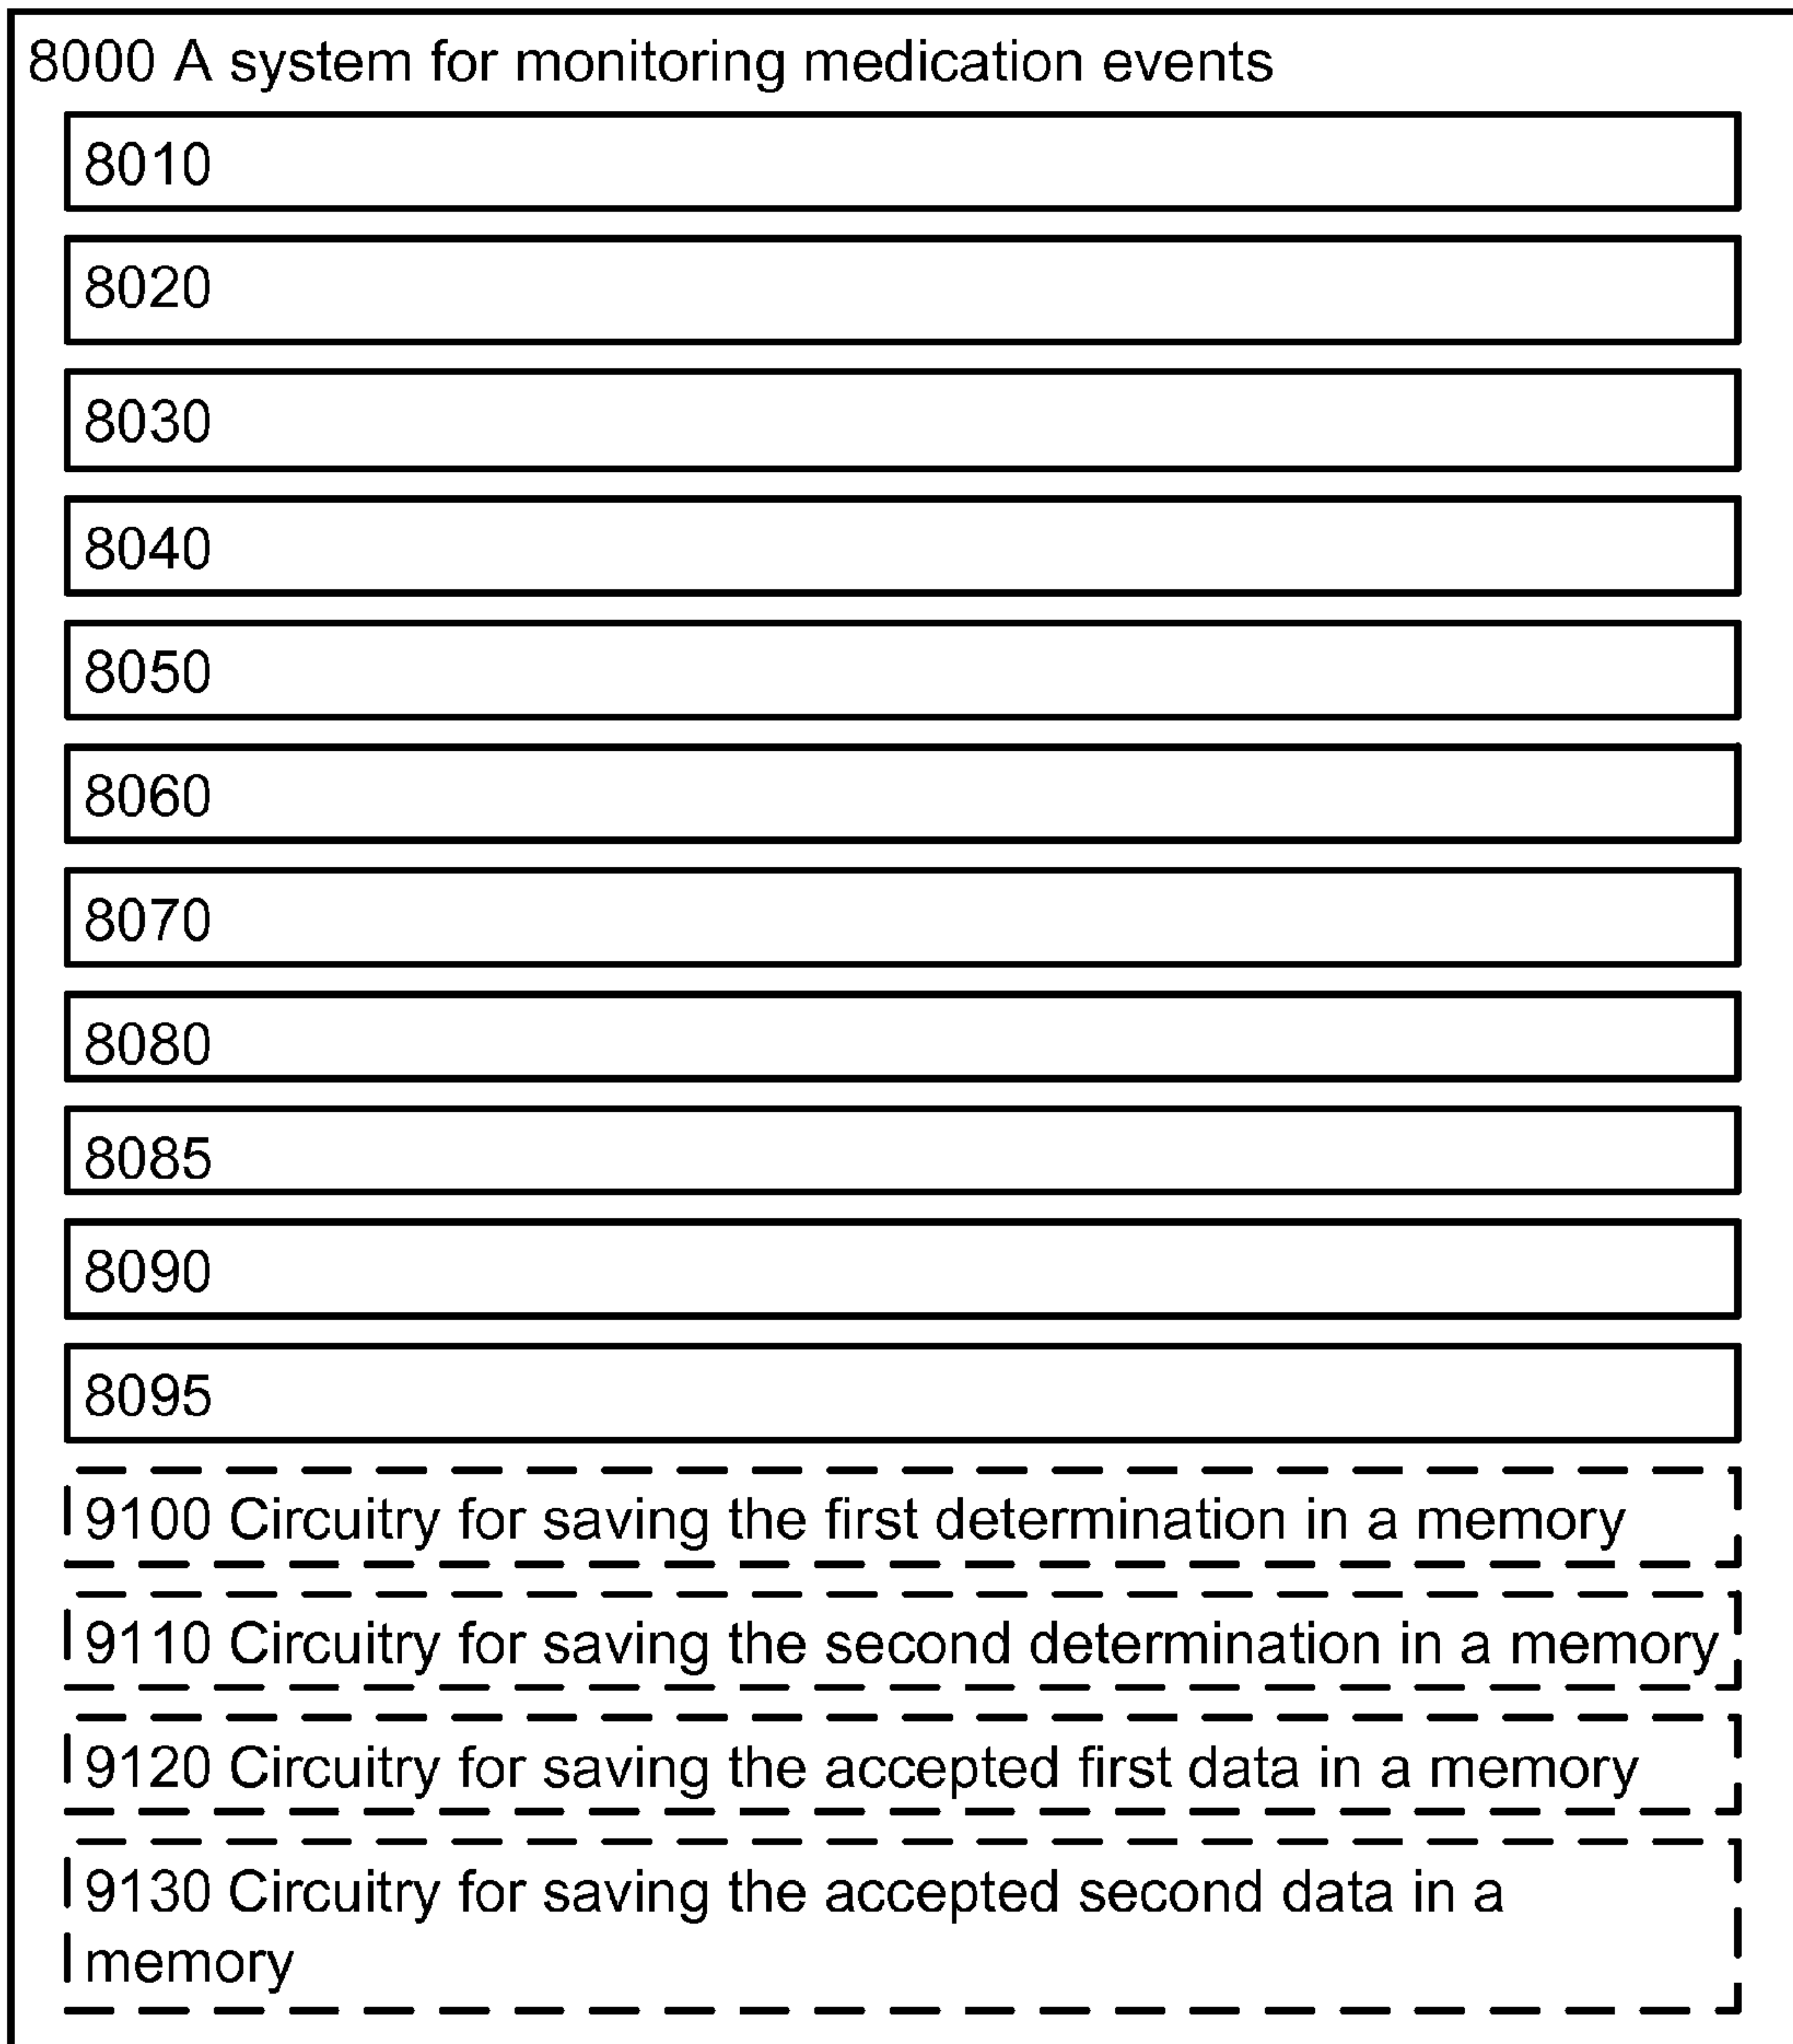 8000 A system for monitoring medication events
8010
8020
8030
8040
8050
8060
8070
8080
8085
8090
8095
9100 Circuitry for saving the first determination in a memory
9110 Circuitry for saving the second determination in a memory
9120 Circuitry for saving the accepted first data in a memory
9130 Circuitry for saving the accepted second data in a
memory